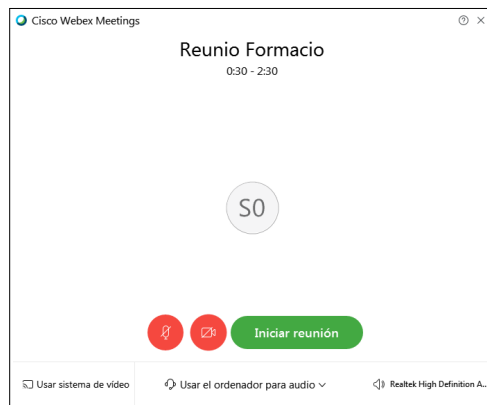 Cisco Webex Meetings
Reunio Formacio
0:30 - 2:30
S0
Iniciar reunión
Usar sistema de vídeo
Usar el ordenador para audio
Realtek High Definition A...